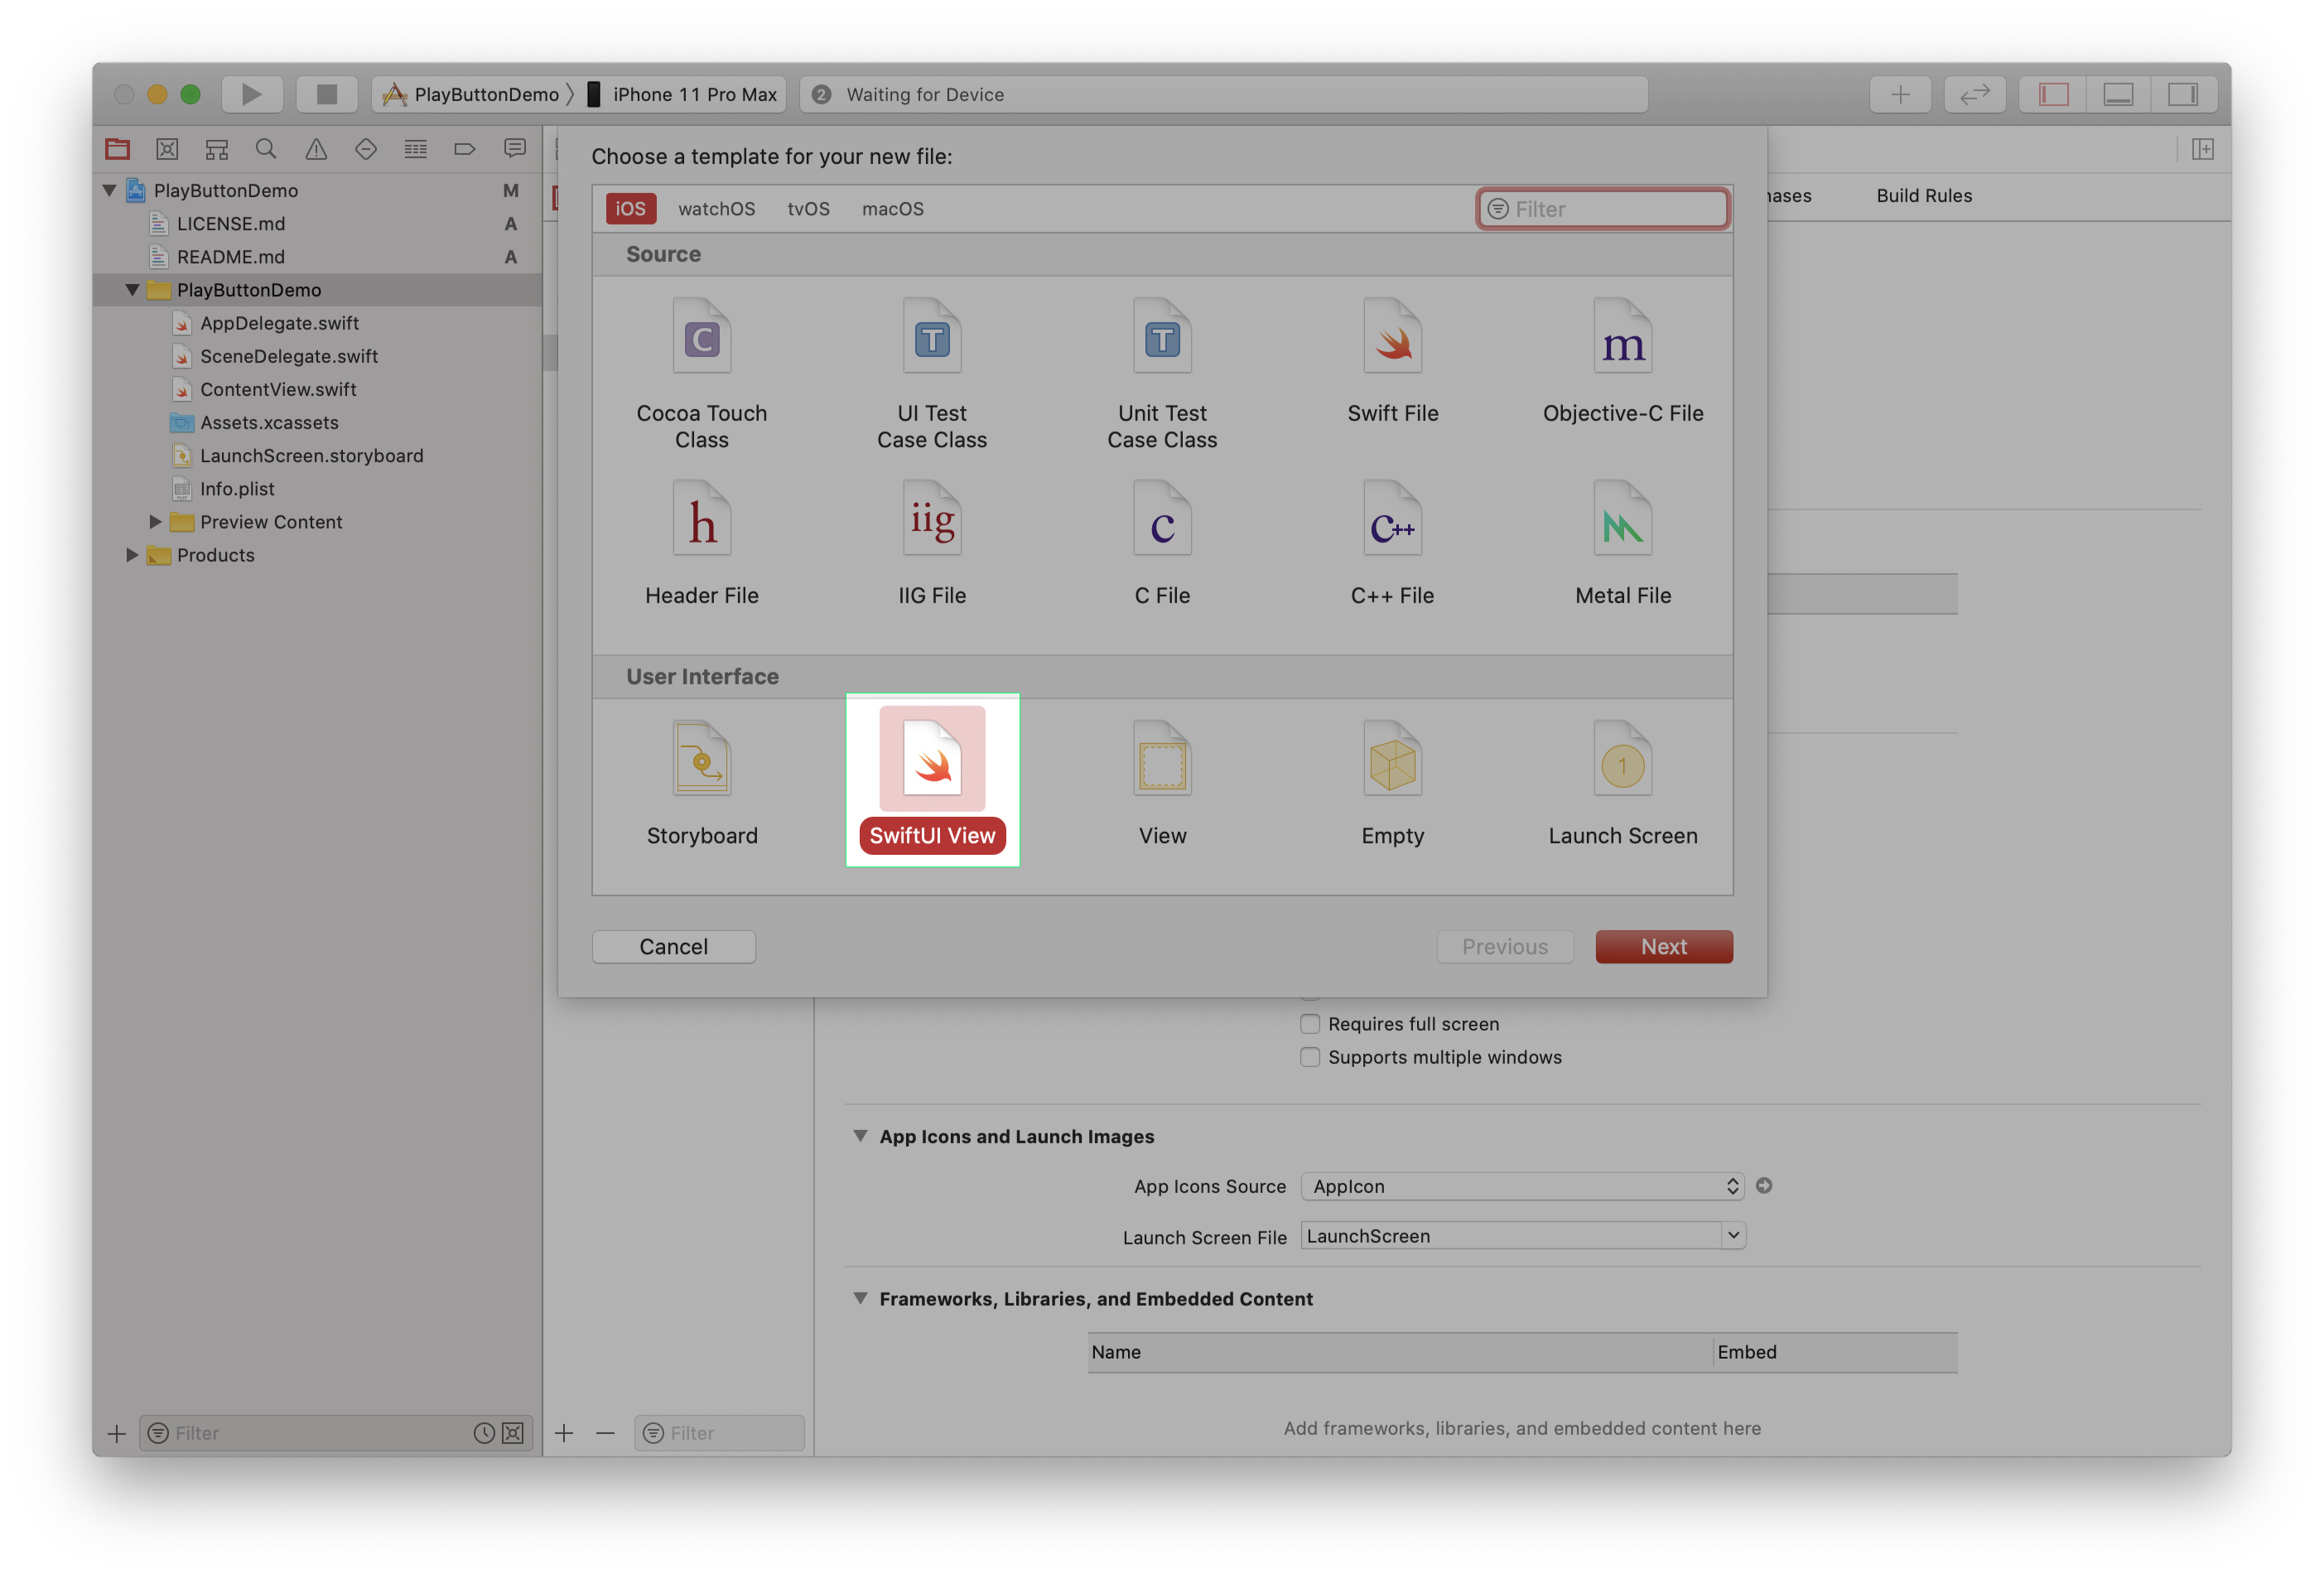 PlayButtonDemo
iPhone 11 Pro Max
2 Waiting for Device
PlayButtonDemo M
LICENSE.md A
README.md A
PlayButtonDemo
AppDelegate.swift
SceneDelegate.swift
ContentView.swift
Assets.xcassets
LaunchScreen.storyboard
Info.plist
Preview Content
Products
Filter
Choose a template for your new file:
iOS watchOS tvOS macOS
Filter
Build Rules
Source
C T T m
Cocoa Touch
Class
UI Test
Case Class
Unit Test
Case Class
Swift File
Objective-C File
h iig c c++
Header File
IIG File
C File
C++ File
Metal File
User Interface
1
Storyboard
SwiftUI View
View
Empty
Launch Screen
Cancel
Previous
Next
Requires full screen
Supports multiple windows
App Icons and Launch Images
App Icons Source AppIcon
Launch Screen File LaunchScreen
Frameworks, Libraries, and Embedded Content
Name Embed
Add frameworks, libraries, and embedded content here
Filter